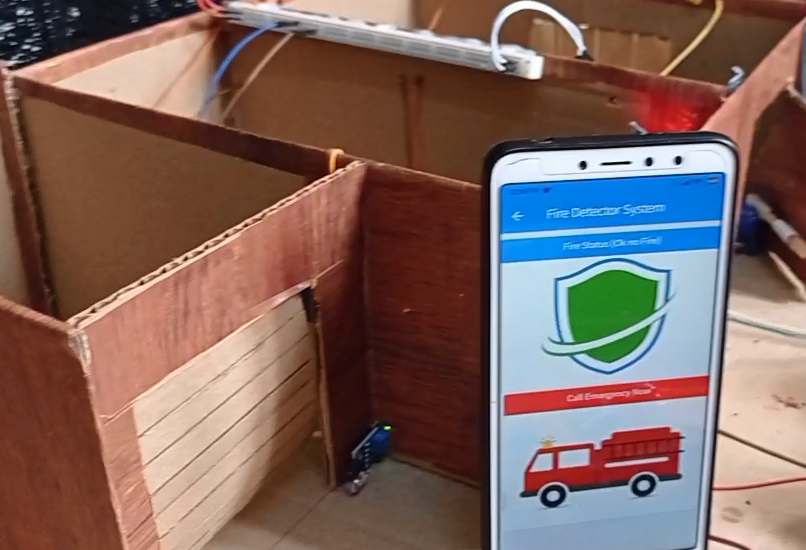 Fire Detector System
Fire Status (Ok no Fire)
Call Emergency Now